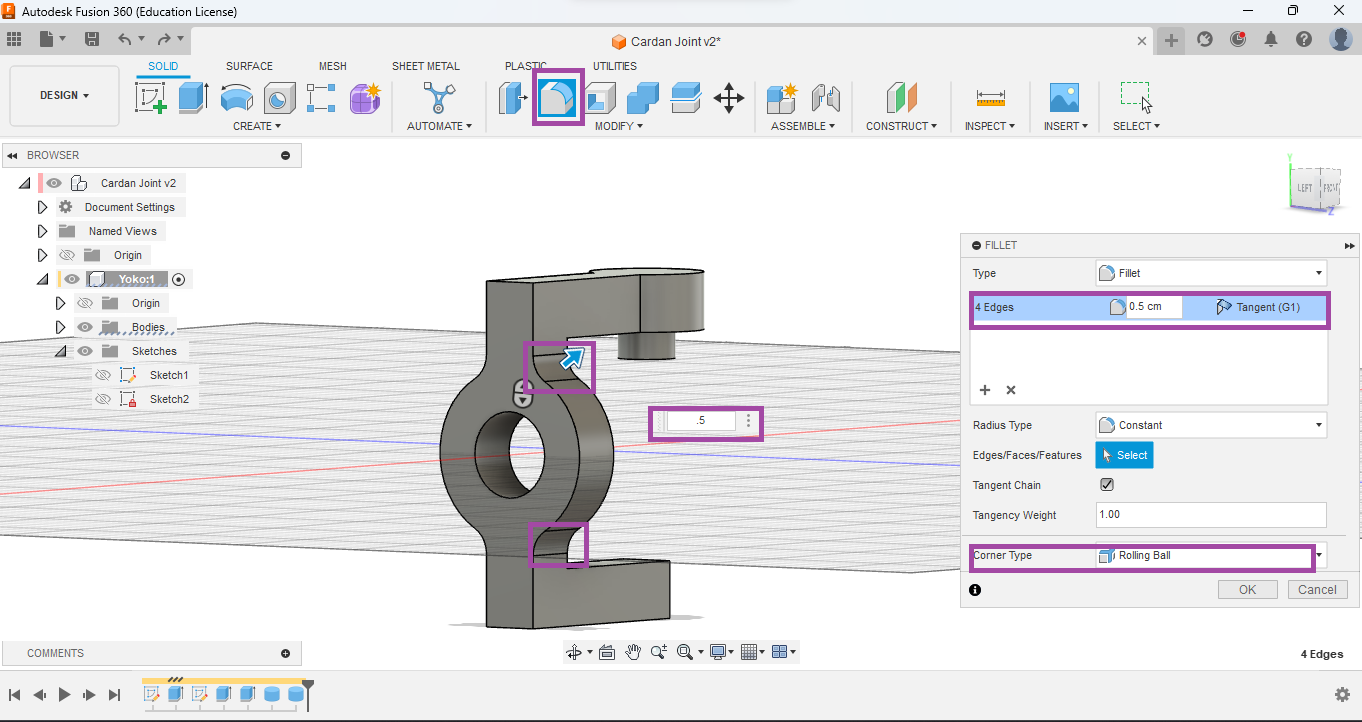 Autodesk Fusion 360 (Education License)
Cardan Joint v2*
SOLID SURFACE MESH SHEET METAL PLASTIC UTILITIES
DESIGN
CREATE AUTOMATE MODIFY ASSEMBLE CONSTRUCT INSPECT INSERT SELECT
BROWSER
Cardan Joint v2
Document Settings
Named Views
Origin
Yoko:1
Origin
Bodies
Sketches
Sketch1
Sketch2
Y
LEFT FRONT
Z
.5
FILLET
Type Fillet
4 Edges 0.5 cm Tangent (G1)
Radius Type Constant
Edges/Faces/Features Select
Tangent Chain
Tangency Weight 1.00
Corner Type Rolling Ball
OK Cancel
COMMENTS
4 Edges